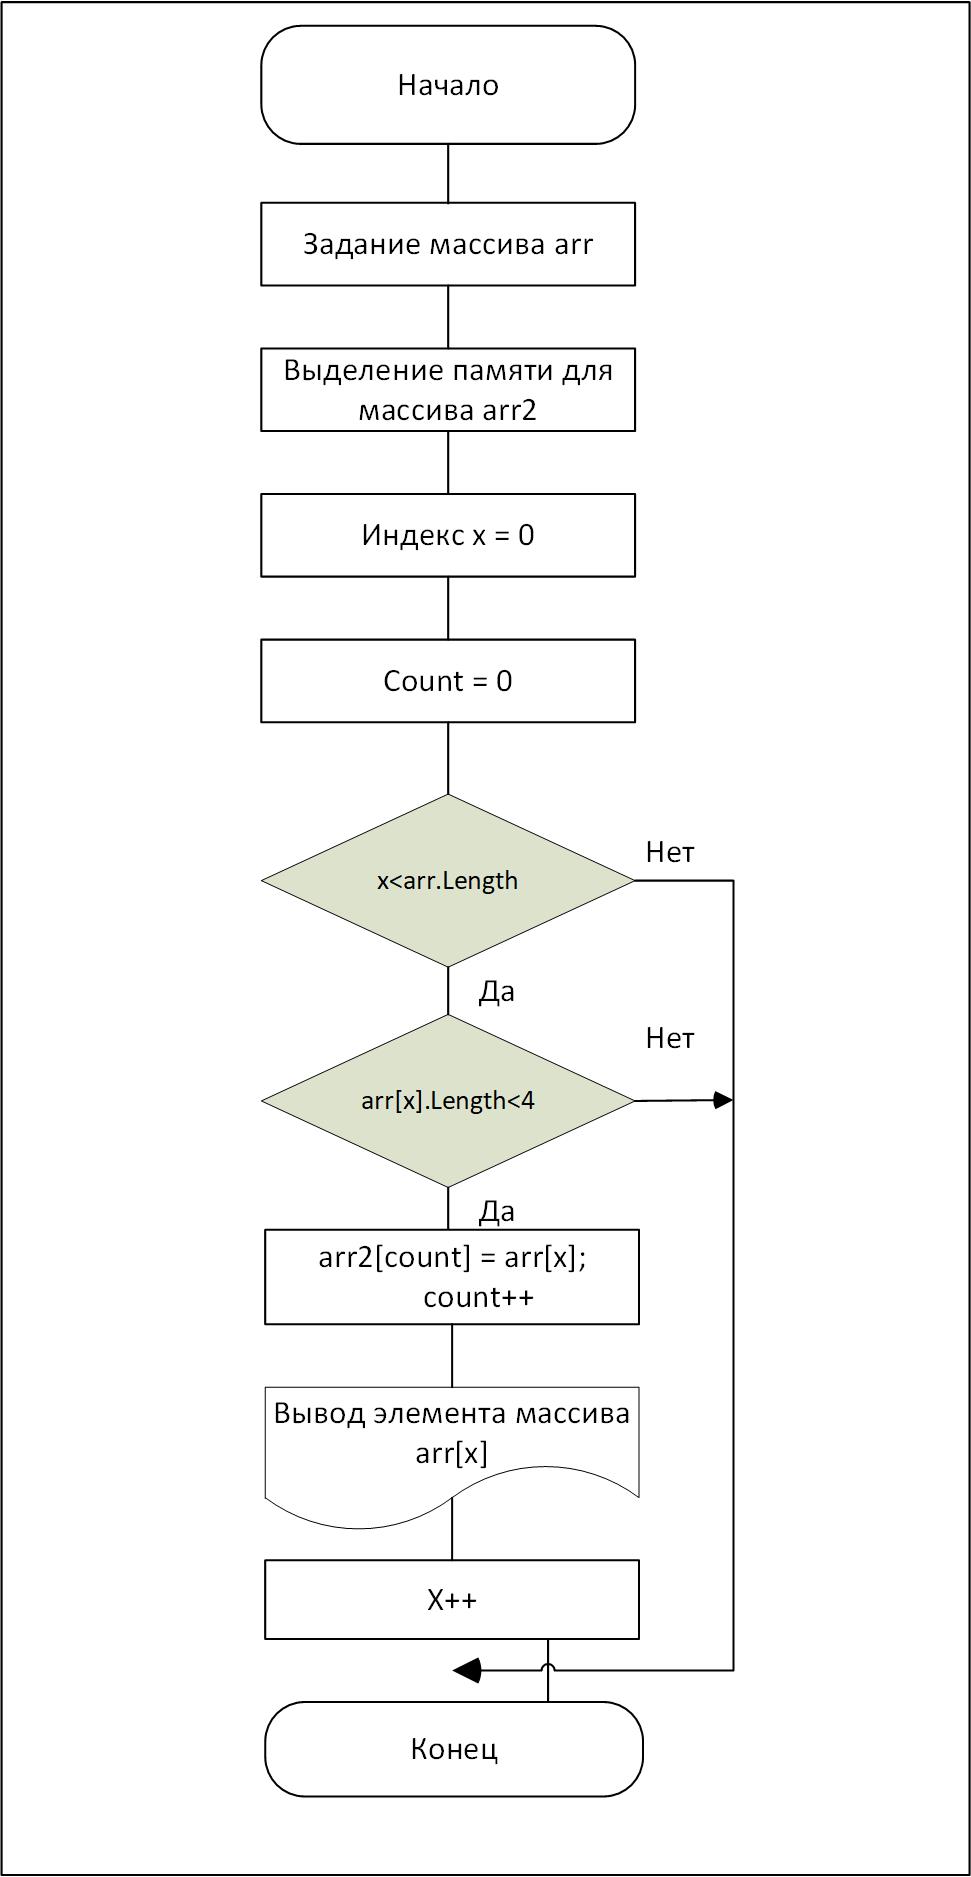 Начало
Задание массива arr
Выделение памяти для
массива arr2
Индекс x = 0
Count = 0
x<arr.Length
Нет
Да
Нет
arr[x].Length<4
Да
arr2[count] = arr[x];
count++
Вывод элемента массива
arr[x]
X++
Конец